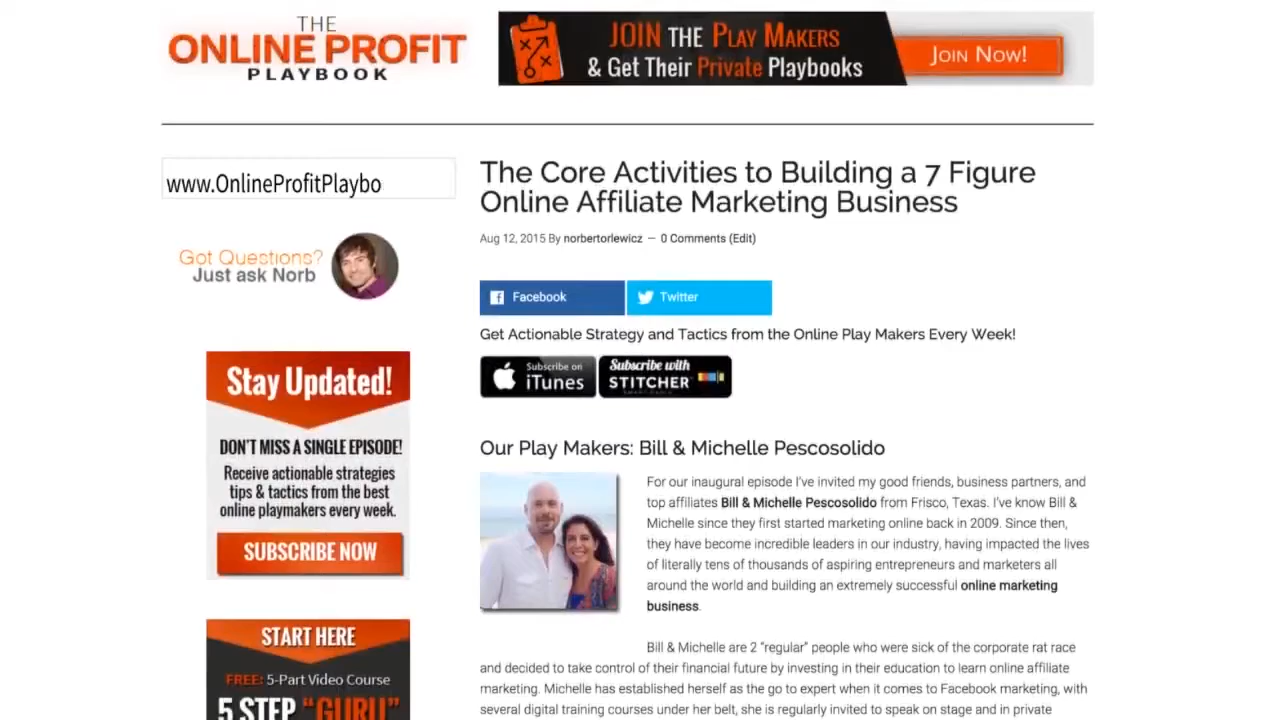 THE
ONLINE PROFIT
PLAYBOOK
JOIN THE PLAY MAKERS
& GET THEIR PRIVATE PLAYBOOKS
JOIN NOW!
www.OnlineProfitPlaybo
Got Questions?
Just ask Norb
Stay Updated!
DON'T MISS A SINGLE EPISODE!
Receive actionable strategies
tips & tactics from the best
online playmakers every week.
SUBSCRIBE NOW
START HERE
FREE: 5-Part Video Course
5 STEP "GURU"
The Core Activities to Building a 7 Figure
Online Affiliate Marketing Business
Aug 12, 2015 By norbertorlewicz — 0 Comments (Edit)
Facebook
Twitter
Get Actionable Strategy and Tactics from the Online Play Makers Every Week!
Subscribe on
iTunes
Subscribe with
STITCHER
Our Play Makers: Bill & Michelle Pescosolido
For our inaugural episode I've invited my good friends, business partners, and
top affiliates Bill & Michelle Pescosolido from Frisco, Texas. I've know Bill &
Michelle since they first started marketing online back in 2009. Since then,
they have become incredible leaders in our industry, having impacted the lives
of literally tens of thousands of aspiring entrepreneurs and marketers all
around the world and building an extremely successful online marketing
business.
Bill & Michelle are 2 "regular" people who were sick of the corporate rat race
and decided to take control of their financial future by investing in their education to learn online affiliate
marketing. Michelle has established herself as the go to expert when it comes to Facebook marketing, with
several digital training courses under her belt, she is regularly invited to speak on stage and in private